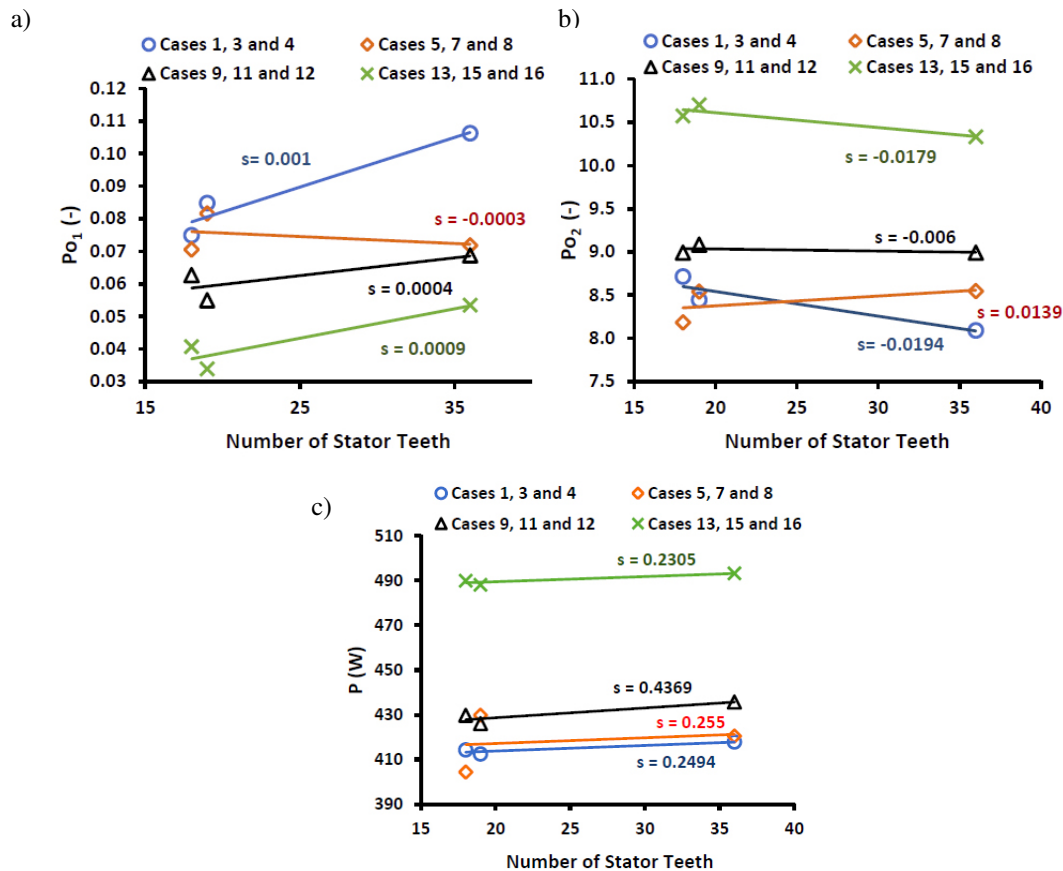 a)
Cases 1, 3 and 4
Cases 5, 7 and 8
Cases 9, 11 and 12
Cases 13, 15 and 16
0.12
0.11
0.10
0.09
0.08
0.07
0.06
0.05
0.04
0.03
Po1 (-)
s= 0.001
s = -0.0003
s = 0.0004
s = 0.0009
15
25
35
Number of Stator Teeth
b)
Cases 1, 3 and 4
Cases 5, 7 and 8
Cases 9, 11 and 12
Cases 13, 15 and 16
11.0
10.5
10.0
9.5
9.0
8.5
8.0
7.5
Po2 (-)
s = -0.0179
s = -0.006
s = 0.0139
s= -0.0194
15
20
25
30
35
40
Number of Stator Teeth
c)
Cases 1, 3 and 4
Cases 5, 7 and 8
Cases 9, 11 and 12
Cases 13, 15 and 16
510
490
470
450
430
410
390
P (W)
s = 0.2305
s = 0.4369
s = 0.255
s = 0.2494
15
20
25
30
35
40
Number of Stator Teeth